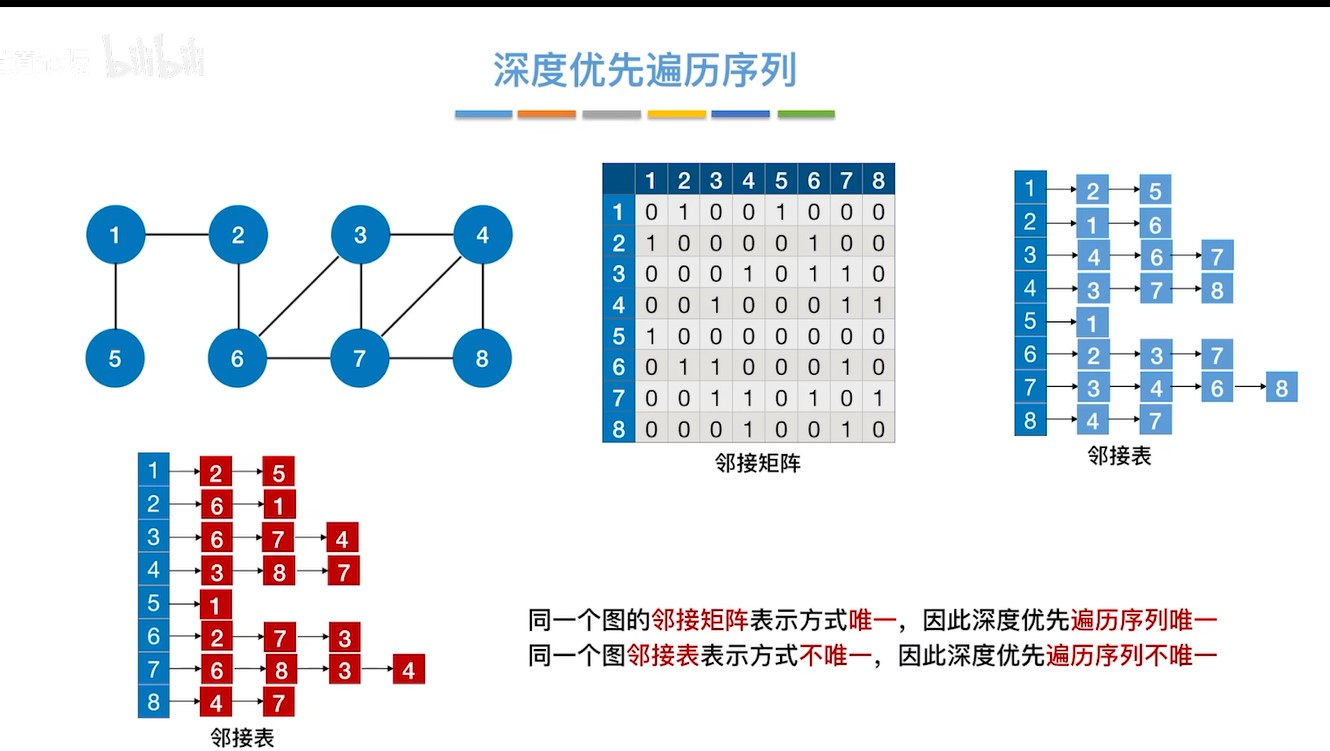 bilibili
深度优先遍历序列
1 2 3 4
5 6 7 8
1 2 3 4 5 6 7 8
1 0 1 0 0 1 0 0 0
2 1 0 0 0 0 1 0 0
3 0 0 0 1 0 1 1 0
4 0 0 1 0 0 0 1 1
5 1 0 0 0 0 0 0 0
6 0 1 1 0 0 0 1 0
7 0 0 1 1 0 1 0 1
8 0 0 0 1 0 0 1 0
邻接矩阵
1 2 5
2 1 6
3 4 6 7
4 3 7 8
5 1
6 2 3 7
7 3 4 6 8
8 4 7
邻接表
1 2 5
2 6 1
3 6 7 4
4 3 8 7
5 1
6 2 7 3
7 6 8 3 4
8 4 7
邻接表
同一个图的邻接矩阵表示方式唯一，因此深度优先遍历序列唯一
同一个图邻接表表示方式不唯一，因此深度优先遍历序列不唯一